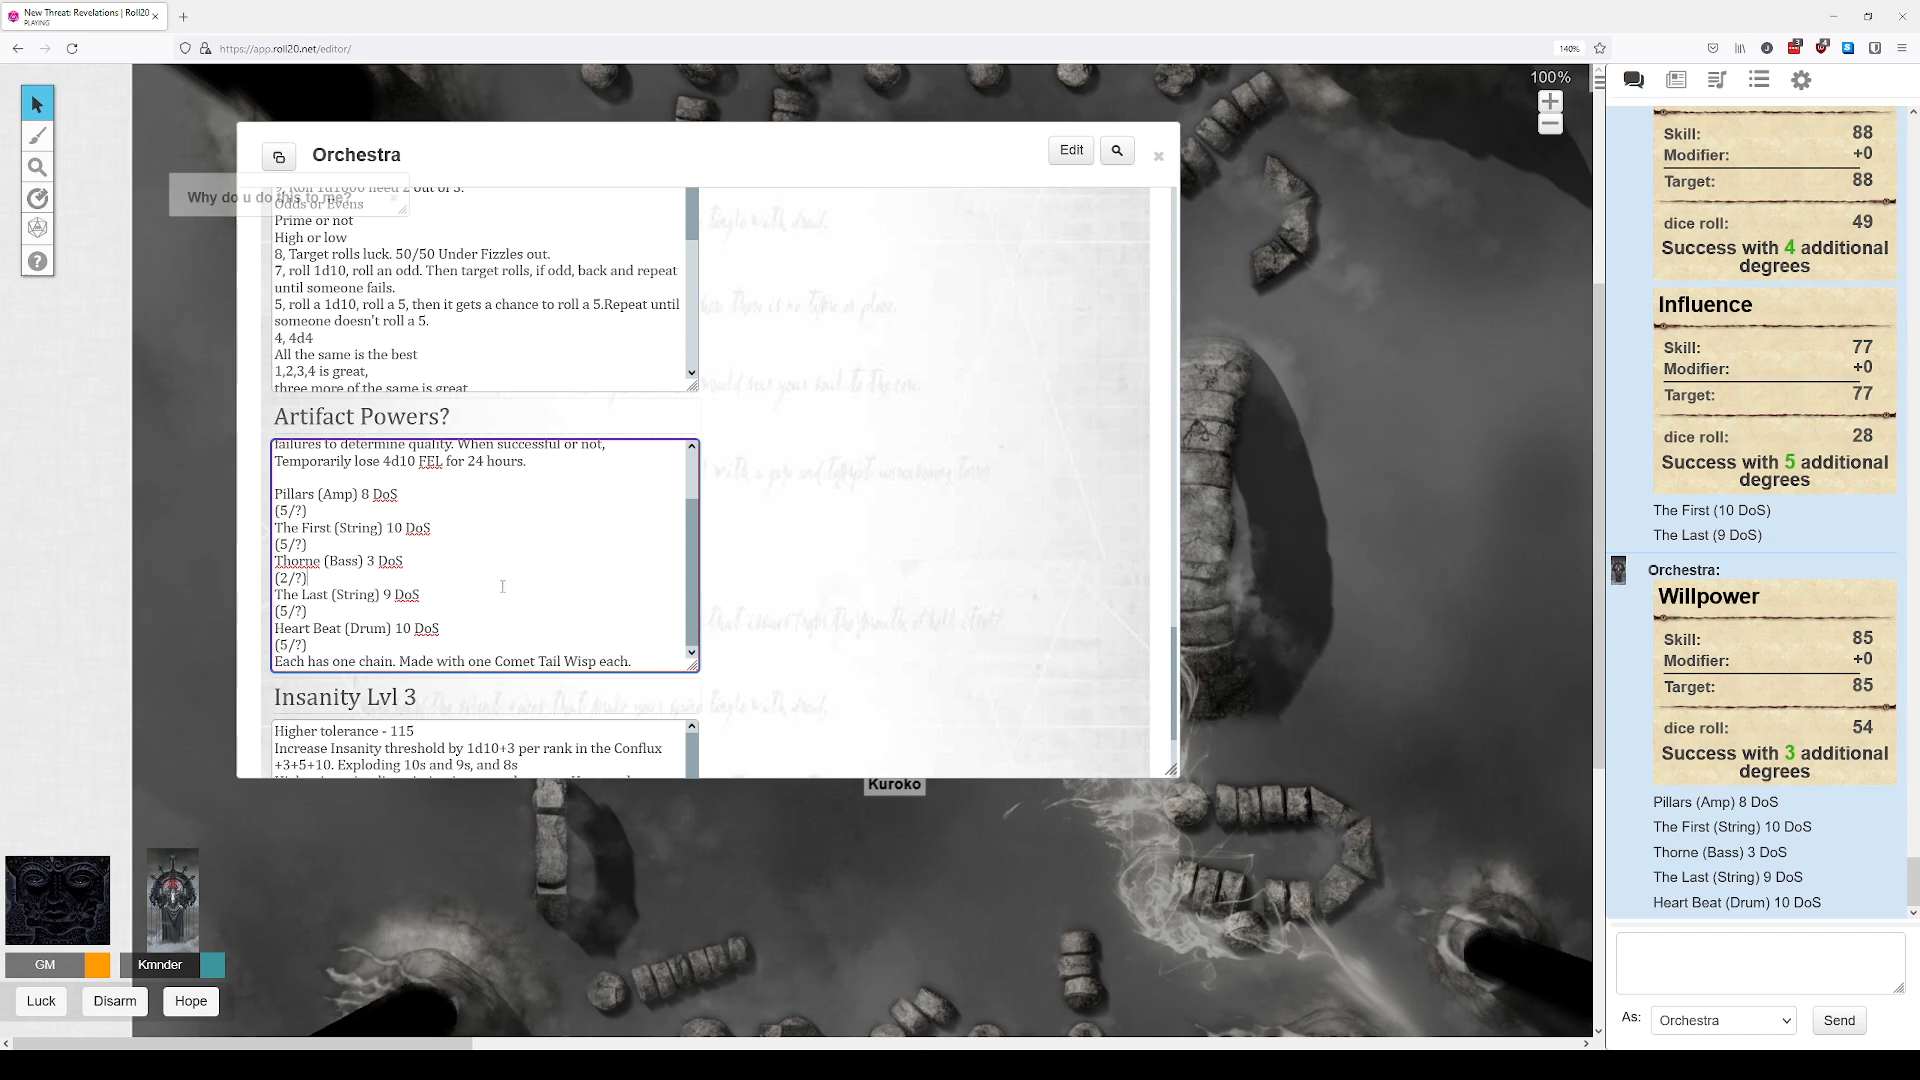 New Threat: Revelations | Roll20
PLAYING
https://app.roll20.net/editor/
140%
100%
Orchestra
Edit
Why do u do this to me?
9, Roll 1d1000 need 2 out of 3.
Odds or Evens
Prime or not
High or low
8, Target rolls luck. 50/50 Under Fizzles out.
7, roll 1d10, roll an odd. Then target rolls, if odd, back and repeat
until someone fails.
5, roll a 1d10, roll a 5, then it gets a chance to roll a 5.Repeat until
someone doesn't roll a 5.
4, 4d4
All the same is the best
1,2,3,4 is great,
three more of the same is great
Artifact Powers?
failures to determine quality. When successful or not,
Temporarily lose 4d10 FEL for 24 hours.
Pillars (Amp) 8 DoS
(5/?)
The First (String) 10 DoS
(5/?)
Thorne (Bass) 3 DoS
(2/?)
The Last (String) 9 DoS
(5/?)
Heart Beat (Drum) 10 DoS
(5/?)
Each has one chain. Made with one Comet Tail Wisp each.
Insanity Lvl 3
Higher tolerance - 115
Increase Insanity threshold by 1d10+3 per rank in the Conflux
+3+5+10. Exploding 10s and 9s, and 8s
Kuroko
GM
Kmnder
Luck
Disarm
Hope
Skill: 88
Modifier: +0
Target: 88
dice roll: 49
Success with 4 additional
degrees
Influence
Skill: 77
Modifier: +0
Target: 77
dice roll: 28
Success with 5 additional
degrees
The First (10 DoS)
The Last (9 DoS)
Orchestra:
Willpower
Skill: 85
Modifier: +0
Target: 85
dice roll: 54
Success with 3 additional
degrees
Pillars (Amp) 8 DoS
The First (String) 10 DoS
Thorne (Bass) 3 DoS
The Last (String) 9 DoS
Heart Beat (Drum) 10 DoS
As:
Orchestra
Send